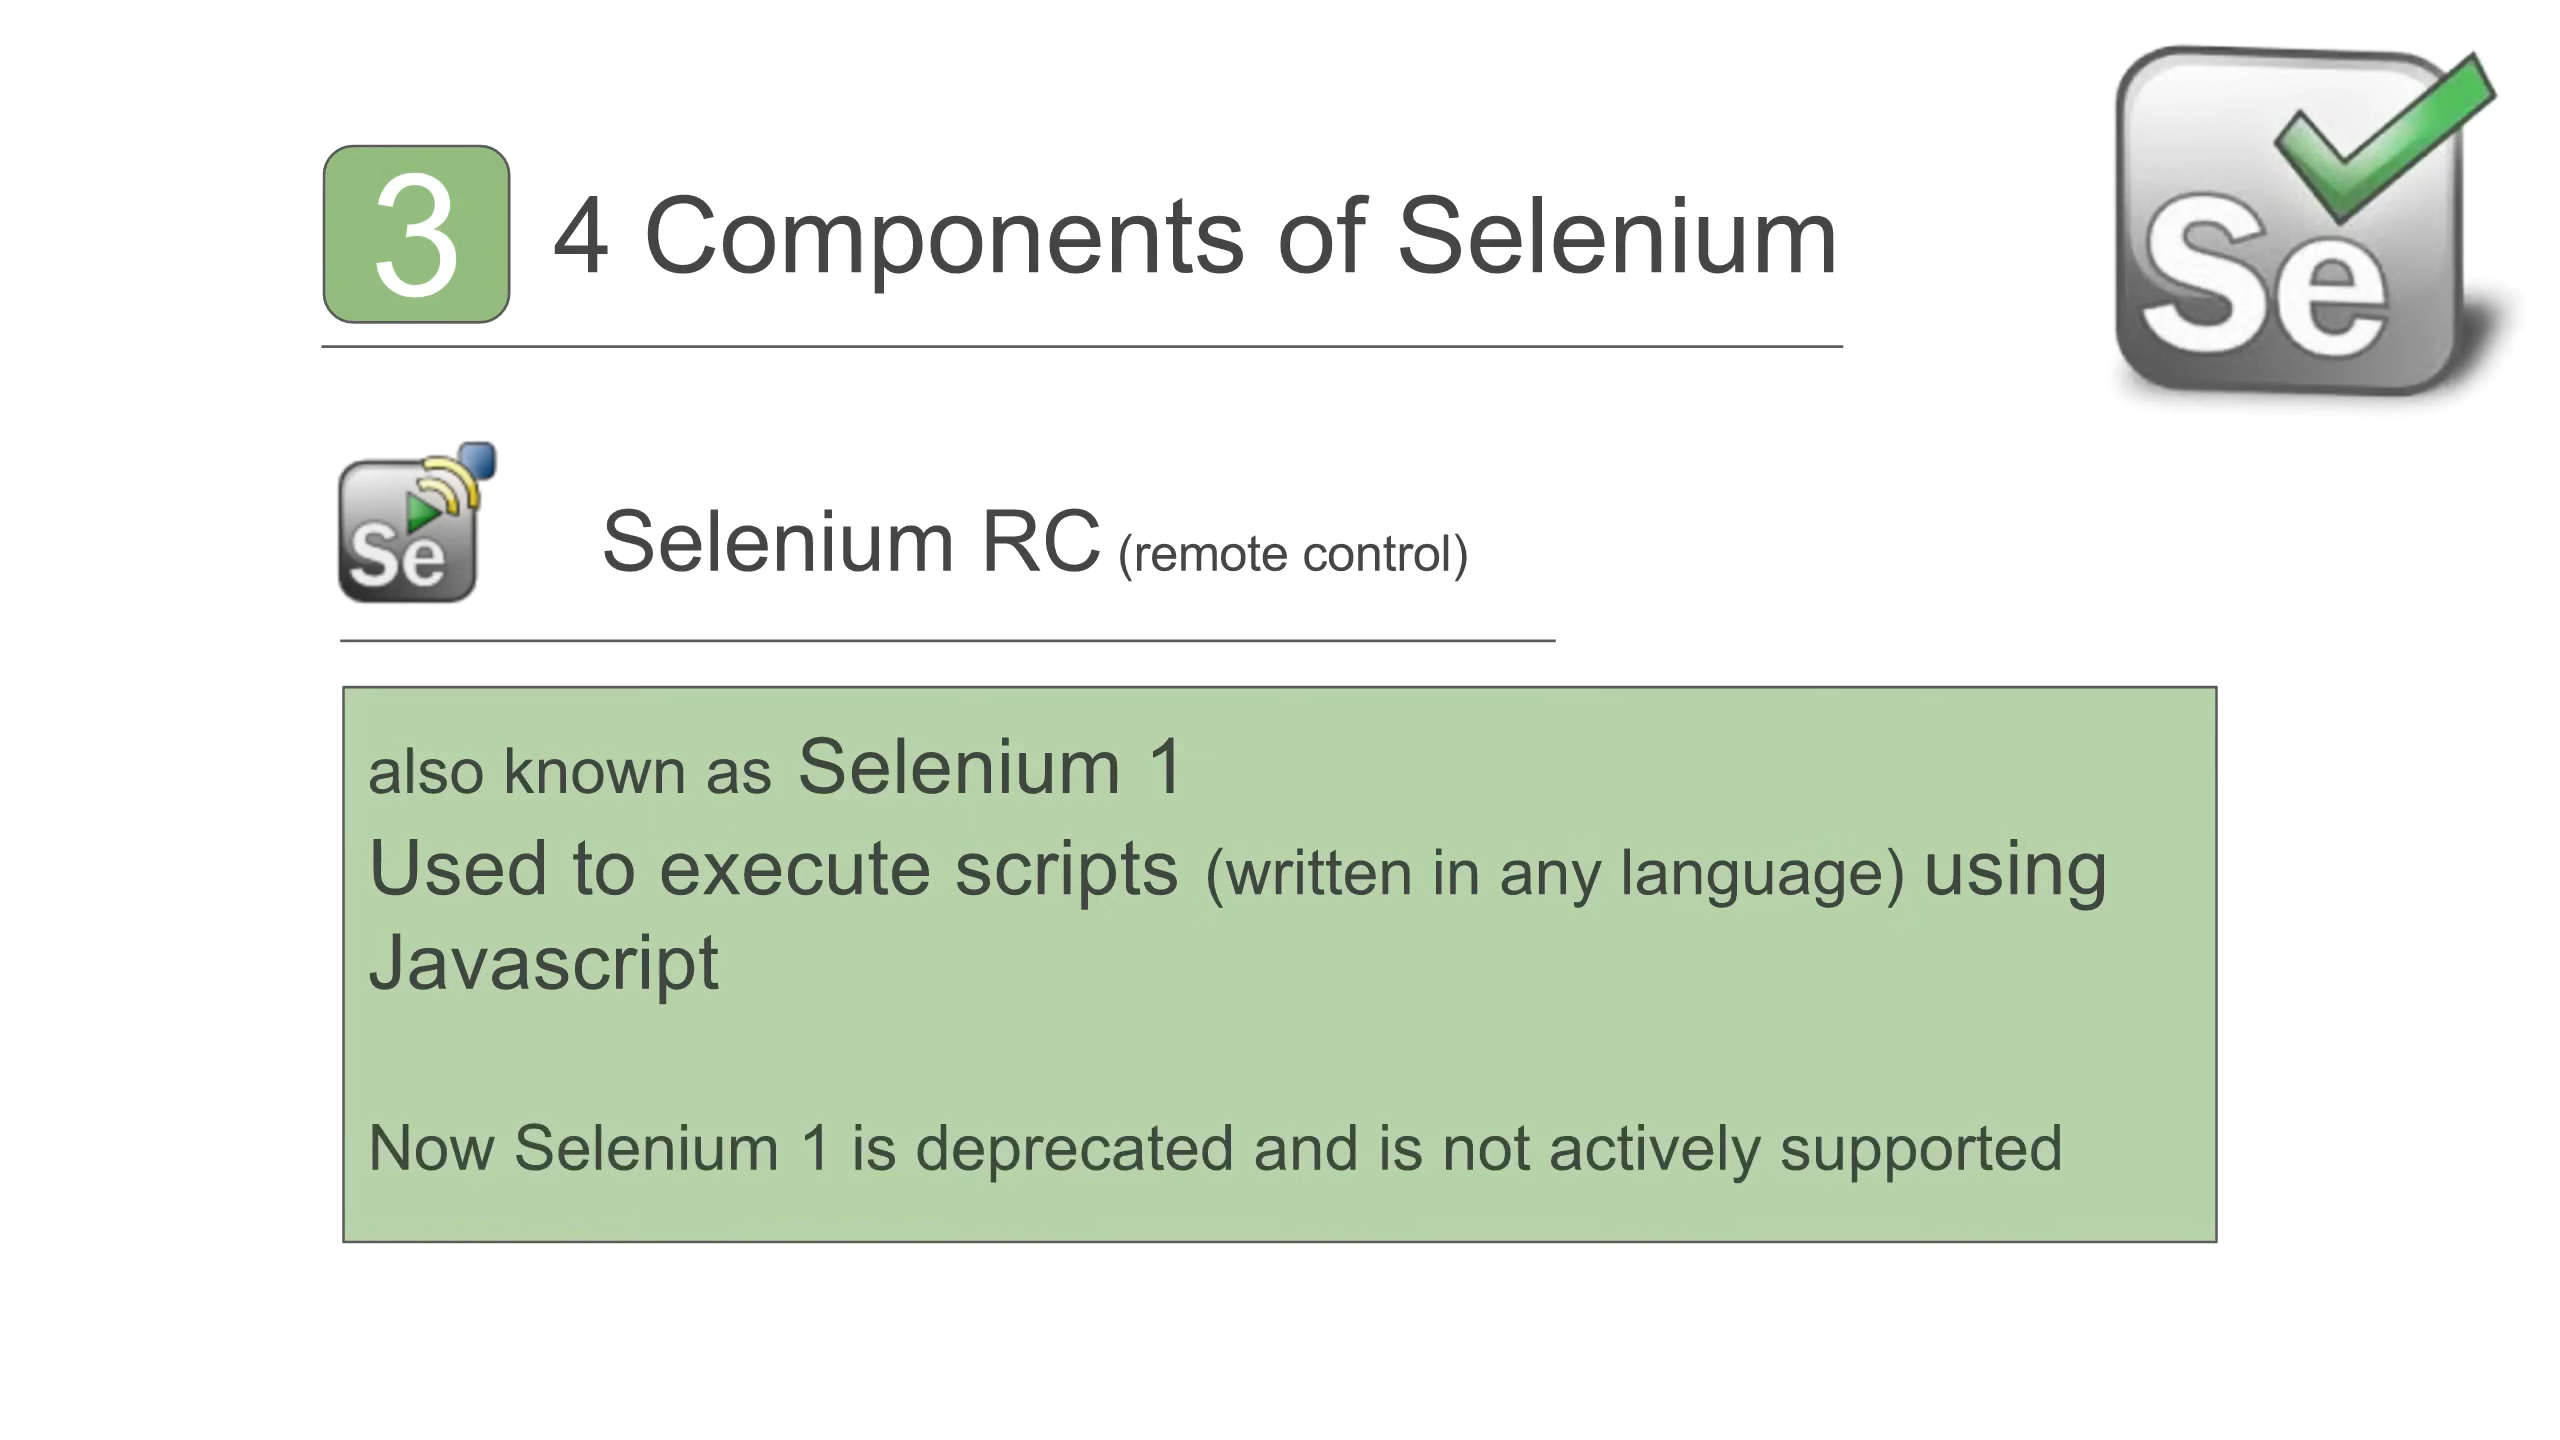 3 4 Components of Selenium
Se
Se
Selenium RC (remote control)
also known as Selenium 1
Used to execute scripts (written in any language) using
Javascript
Now Selenium 1 is deprecated and is not actively supported